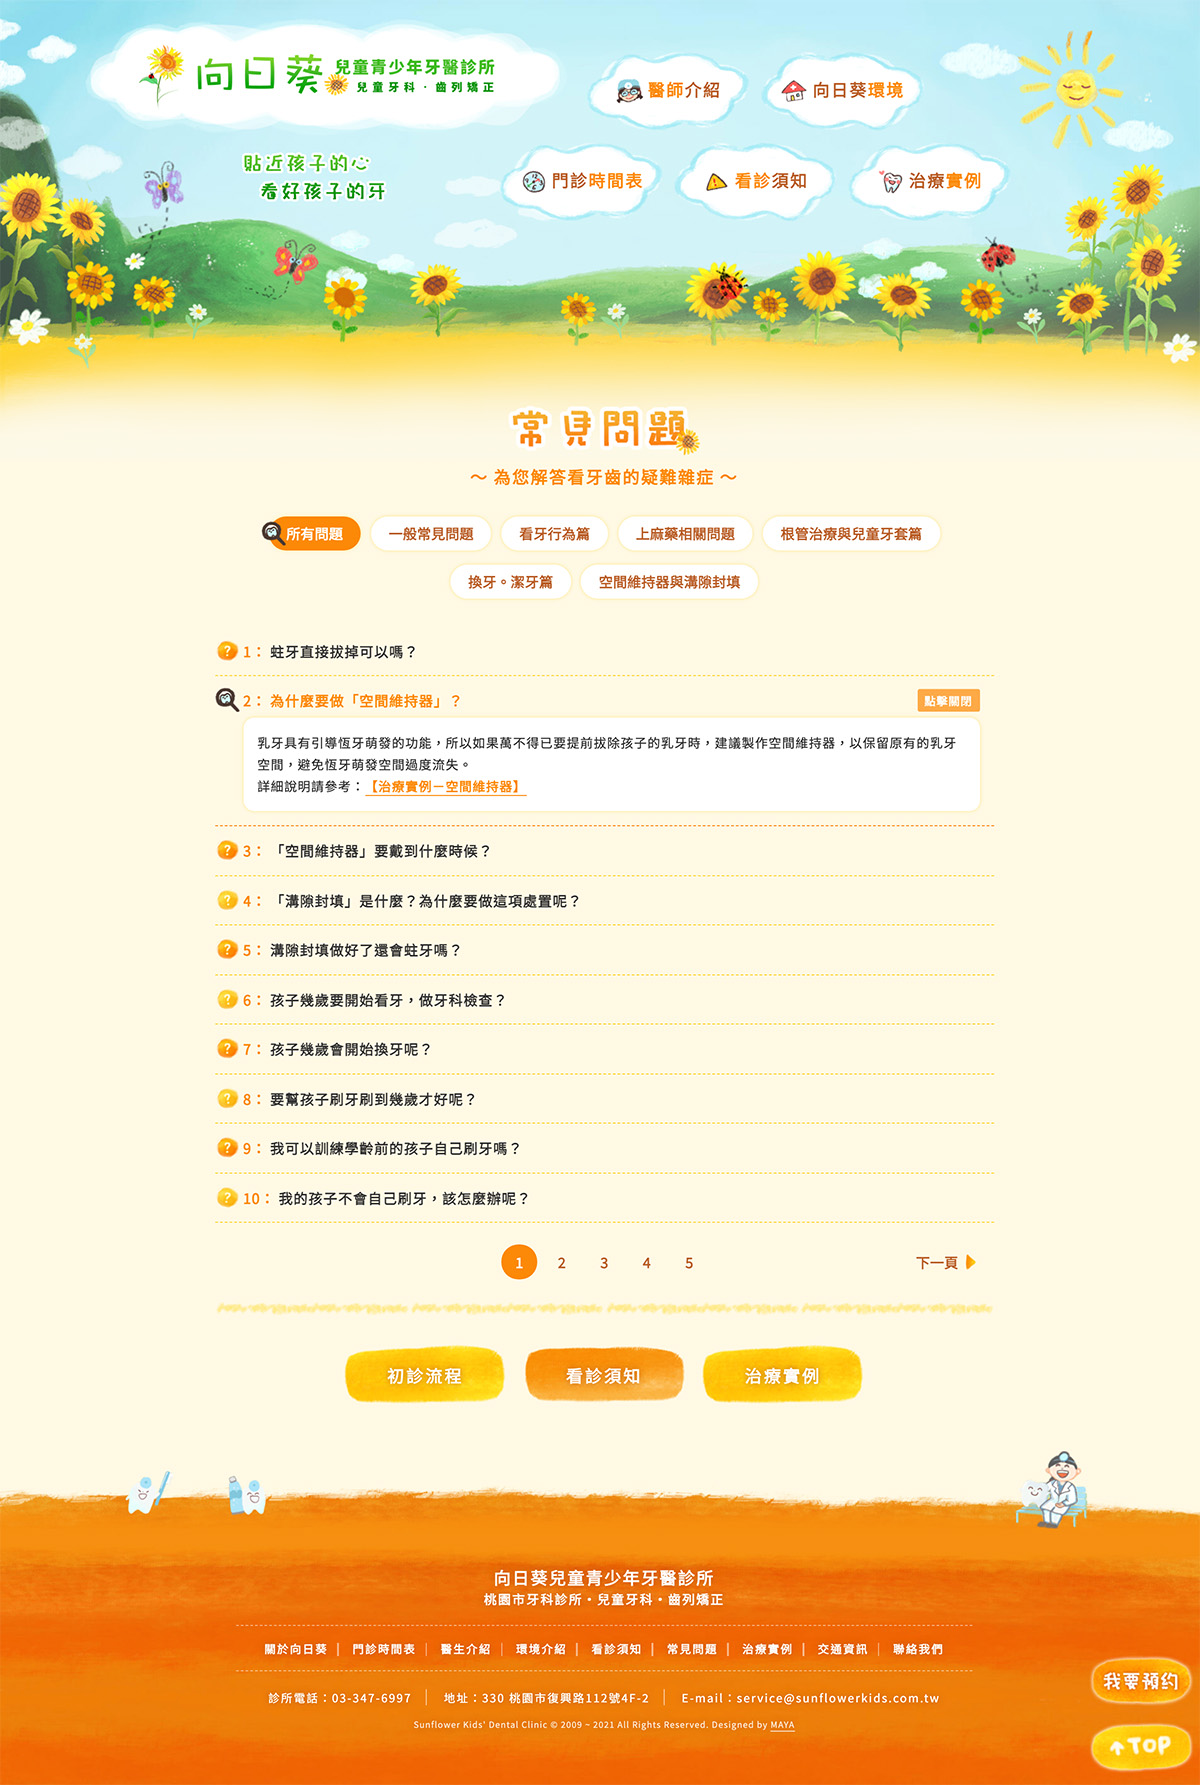 向日葵 兒童青少年牙醫診所
兒童牙科・齒列矯正
醫師介紹
向日葵環境
貼近孩子的心
看好孩子的牙
門診時間表
看診須知
治療實例
常見問題
～ 為您解答看牙齒的疑難雜症 ～
所有問題
一般常見問題
看牙行為篇
上麻藥相關問題
根管治療與兒童牙套篇
換牙。潔牙篇
空間維持器與溝隙封填
1： 蛀牙直接拔掉可以嗎？
2： 為什麼要做「空間維持器」？
點擊關閉
乳牙具有引導恆牙萌發的功能，所以如果萬不得已要提前拔除孩子的乳牙時，建議製作空間維持器，以保留原有的乳牙
空間，避免恆牙萌發空間過度流失。
詳細說明請參考：【治療實例－空間維持器】
3： 「空間維持器」要戴到什麼時候？
4： 「溝隙封填」是什麼？為什麼要做這項處置呢？
5： 溝隙封填做好了還會蛀牙嗎？
6： 孩子幾歲要開始看牙，做牙科檢查？
7： 孩子幾歲會開始換牙呢？
8： 要幫孩子刷牙刷到幾歲才好呢？
9： 我可以訓練學齡前的孩子自己刷牙嗎？
10： 我的孩子不會自己刷牙，該怎麼辦呢？
1 2 3 4 5
下一頁
初診流程
看診須知
治療實例
向日葵兒童青少年牙醫診所
桃園市牙科診所・兒童牙科・齒列矯正
關於向日葵 | 門診時間表 | 醫生介紹 | 環境介紹 | 看診須知 | 常見問題 | 治療實例 | 交通資訊 | 聯絡我們
我要預約
診所電話：03-347-6997 | 地址：330 桃園市復興路112號4F-2 | E-mail：service@sunflowerkids.com.tw
Sunflower Kids' Dental Clinic © 2009 ~ 2021 All Rights Reserved. Designed by MAYA
TOP